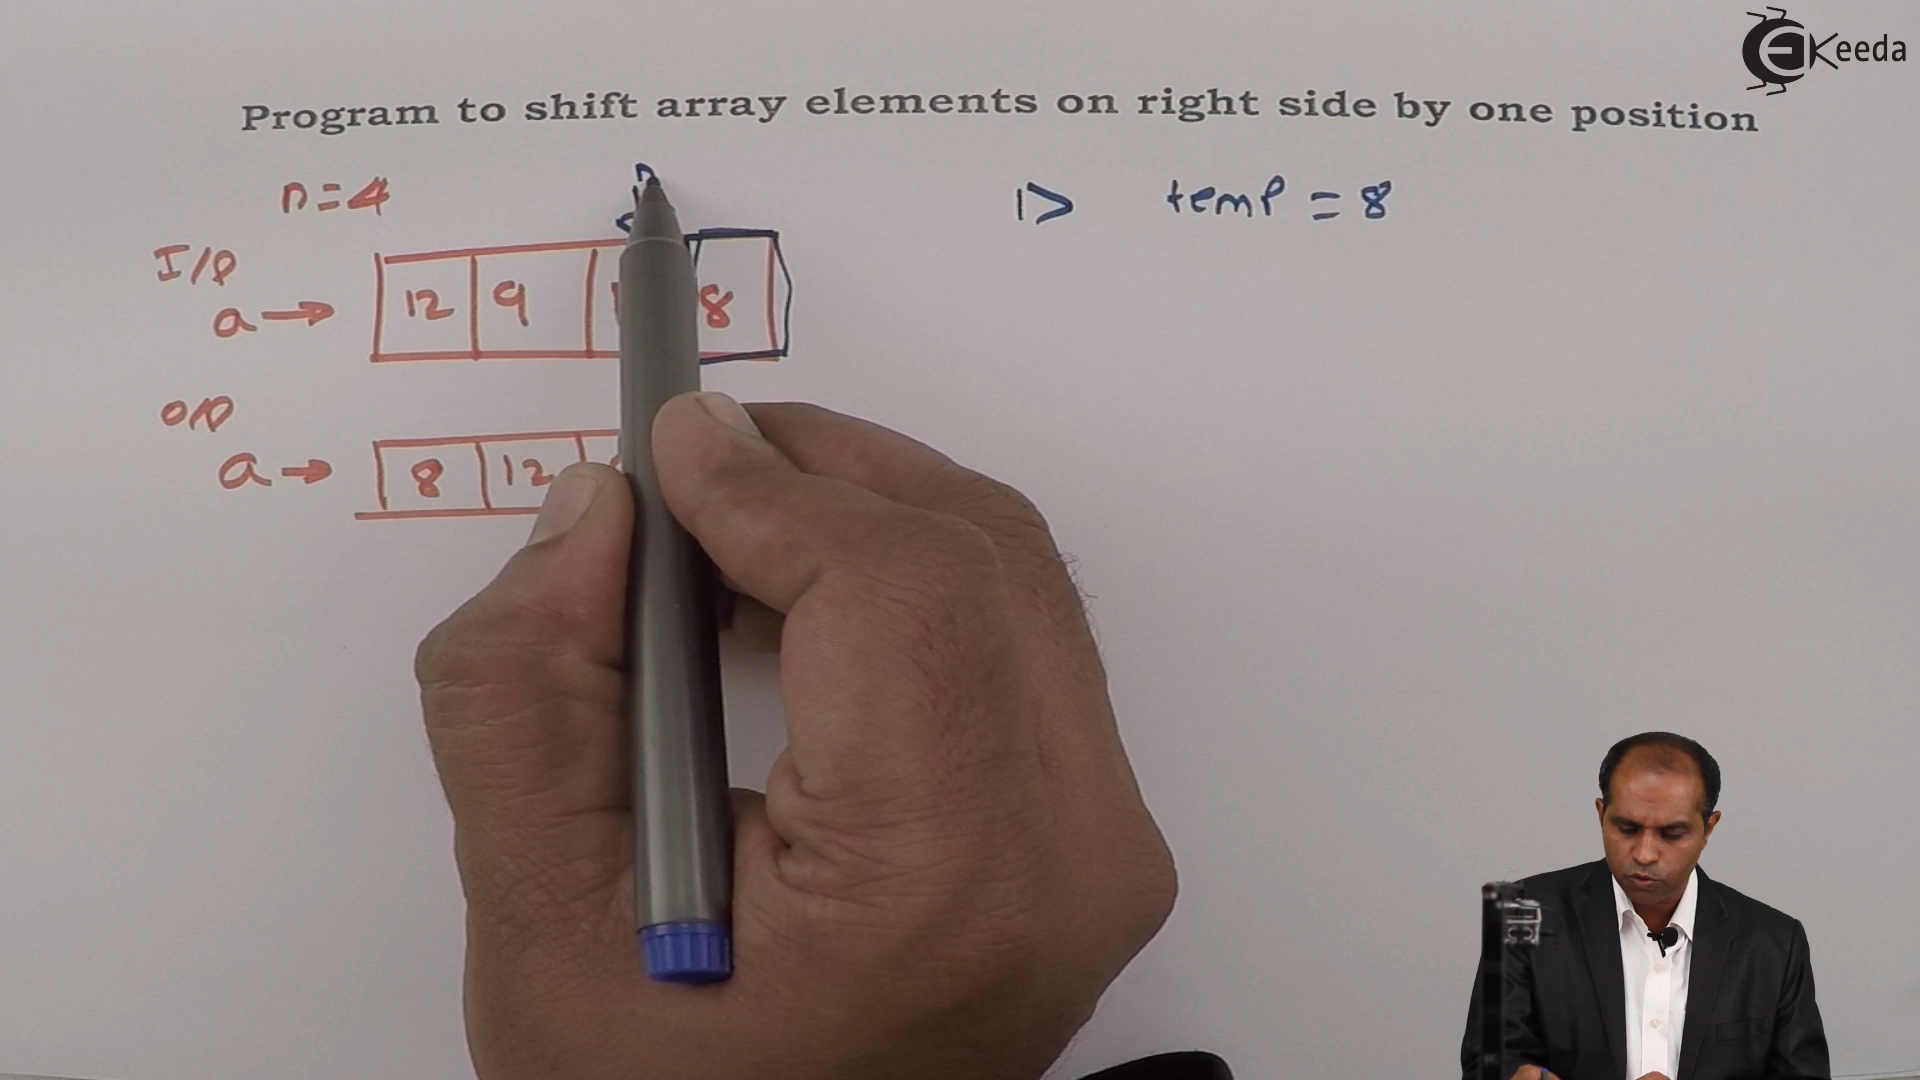 EKeeda
Program to shift array elements on right side by one position
n=4
1> temp = 8
I/P
a → 12 9 8
O/P
a → 8 12